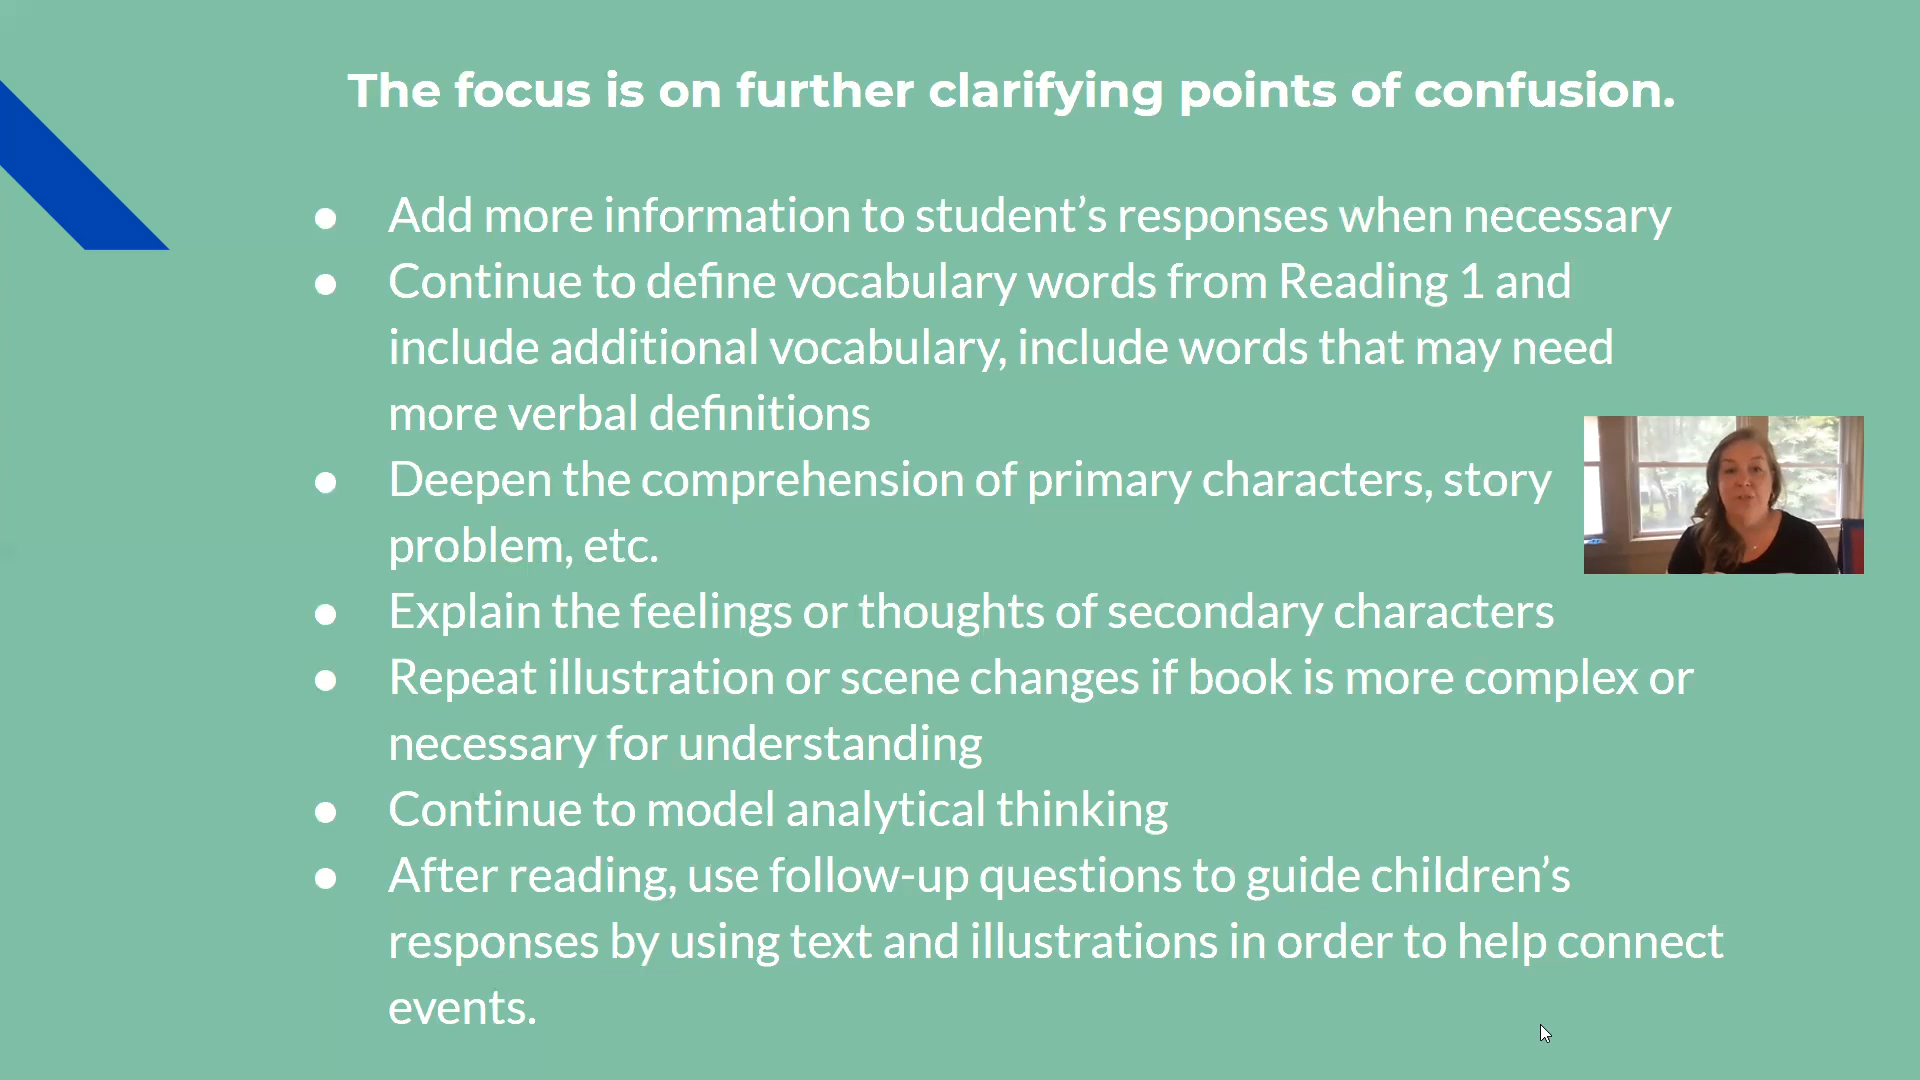 The focus is on further clarifying points of confusion.
● Add more information to student’s responses when necessary
● Continue to define vocabulary words from Reading 1 and
include additional vocabulary, include words that may need
more verbal definitions
● Deepen the comprehension of primary characters, story
problem, etc.
● Explain the feelings or thoughts of secondary characters
● Repeat illustration or scene changes if book is more complex or
necessary for understanding
● Continue to model analytical thinking
● After reading, use follow-up questions to guide children’s
responses by using text and illustrations in order to help connect
events.